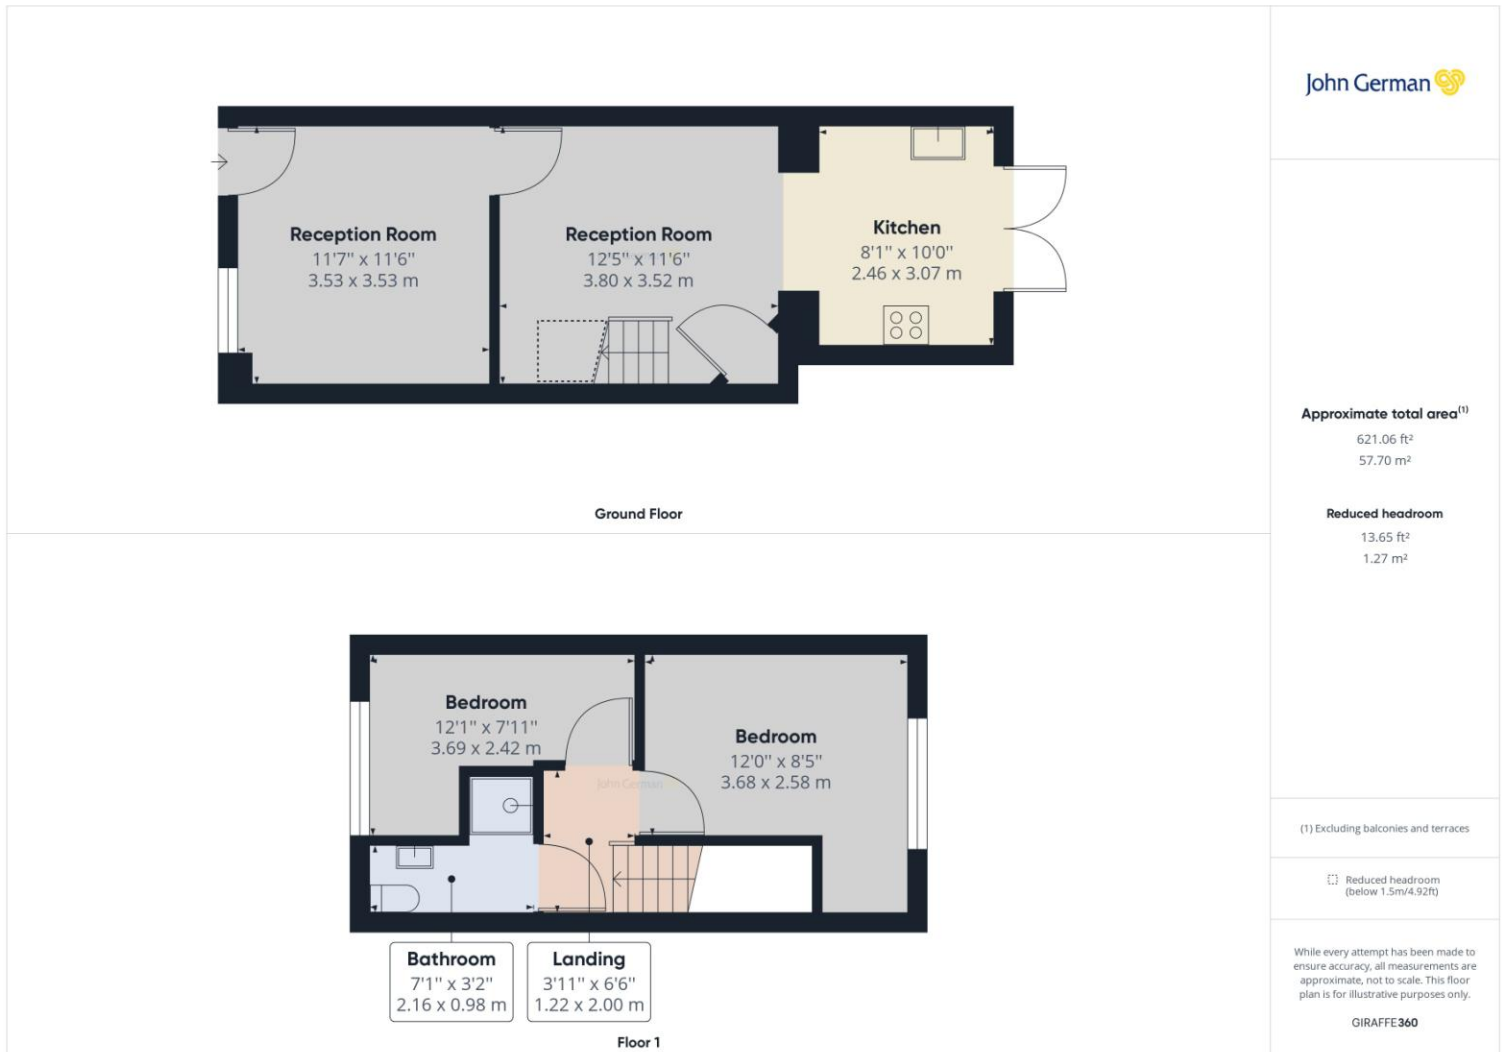 John German
Reception Room
11'7" x 11'6"
3.53 x 3.53 m
Reception Room
12'5" x 11'6"
3.80 x 3.52 m
Kitchen
8'1" x 10'0"
2.46 x 3.07 m
Ground Floor
Approximate total area(1)
621.06 ft²
57.70 m²
Reduced headroom
13.65 ft²
1.27 m²
Bedroom
12'1" x 7'11"
3.69 x 2.42 m
Bedroom
12'0" x 8'5"
3.68 x 2.58 m
John German
Bathroom
7'1" x 3'2"
2.16 x 0.98 m
Landing
3'11" x 6'6"
1.22 x 2.00 m
Floor 1
(1) Excluding balconies and terraces
Reduced headroom
(below 1.5m/4.92ft)
While every attempt has been made to
ensure accuracy, all measurements are
approximate, not to scale. This floor
plan is for illustrative purposes only.
GIRAFFE360